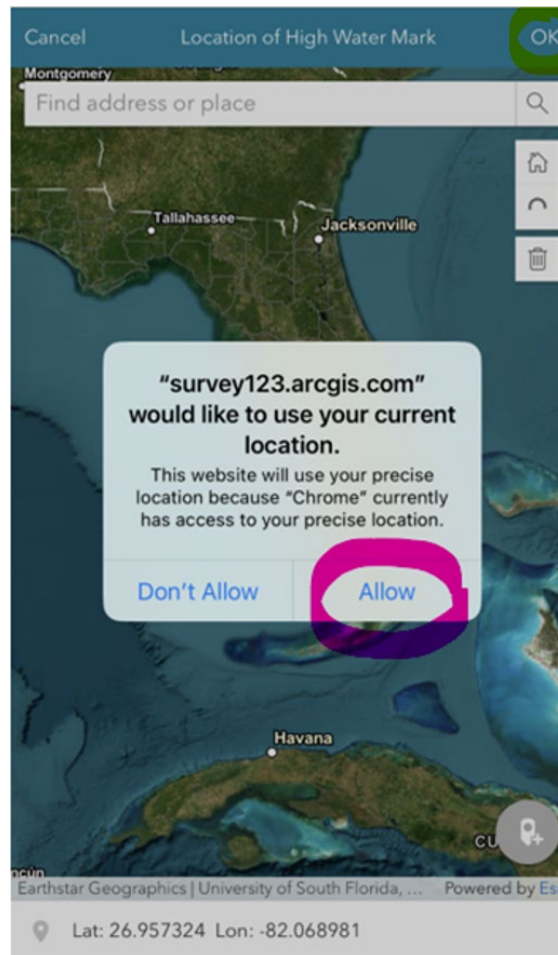 Cancel Location of High Water Mark OK
Montgomery
Find address or place
Tallahassee
Jacksonville
“survey123.arcgis.com”
would like to use your current
location.
This website will use your precise
location because “Chrome” currently
has access to your precise location.
Don’t Allow Allow
Havana
CU
ncún
Earthstar Geographics | University of South Florida, ... Powered by Es
Lat: 26.957324 Lon: -82.068981